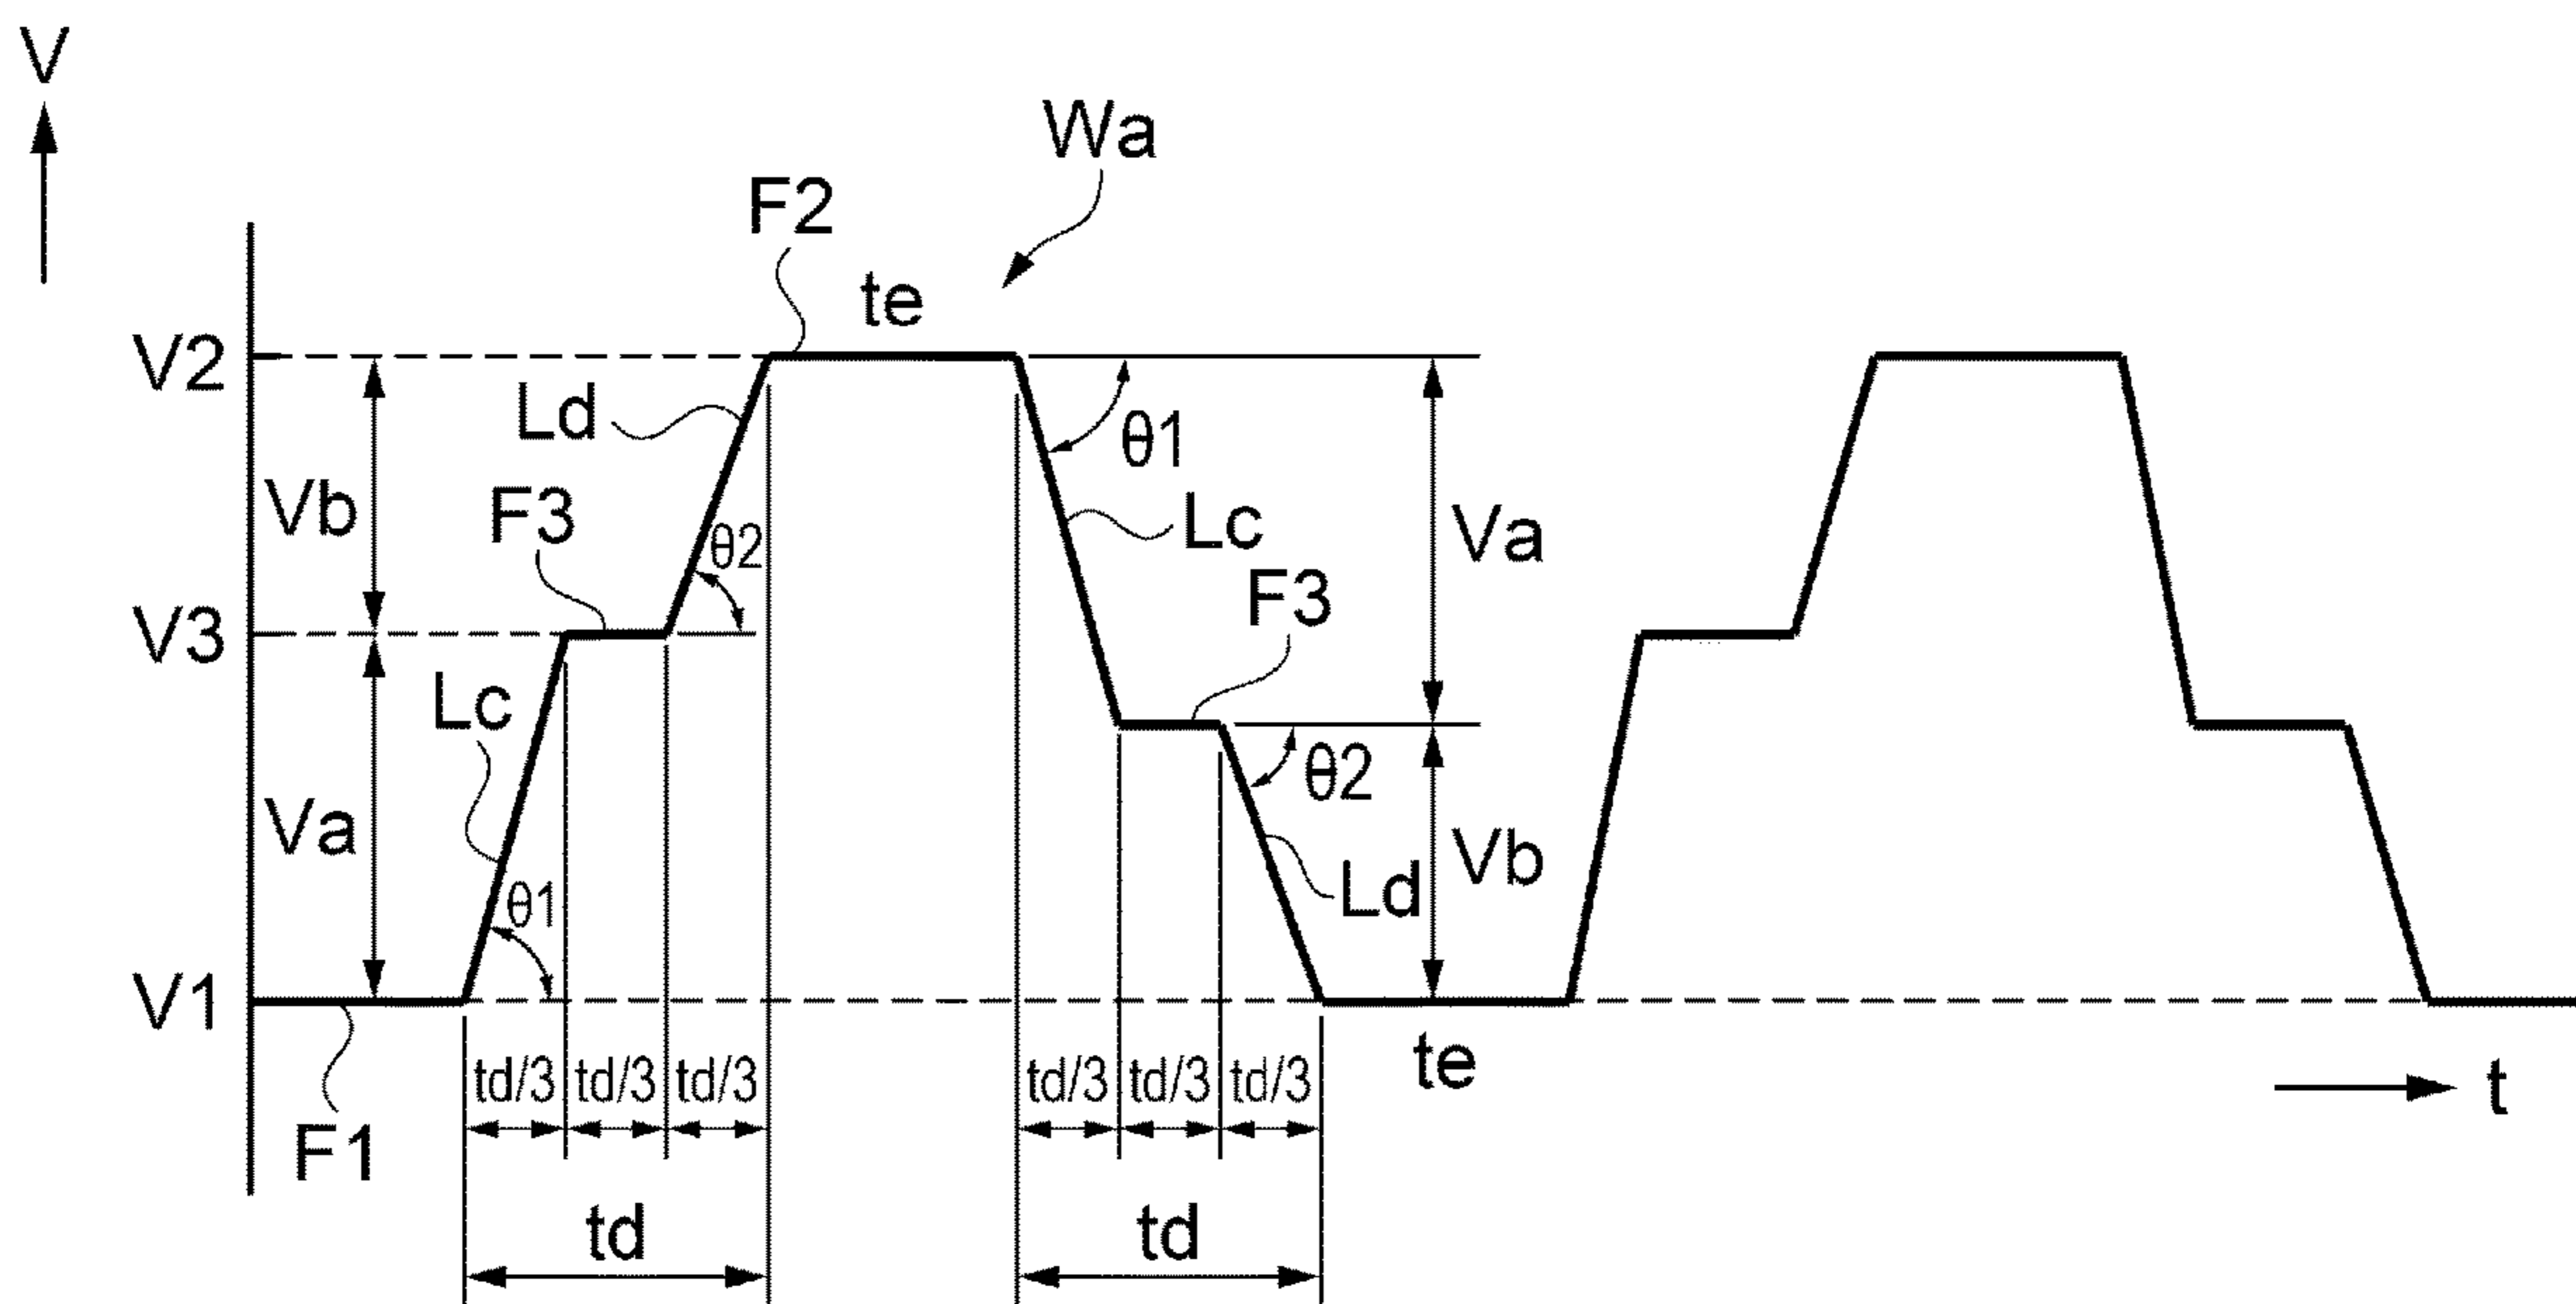 V
Wa
F2
te
V2
Ld
θ1
Vb
F3
θ2
Lc
Va
F3
V3
Lc
θ2
Va
Vb
Ld
θ1
V1
te
td/3 td/3 td/3
td/3 td/3 td/3
t
F1
td
td